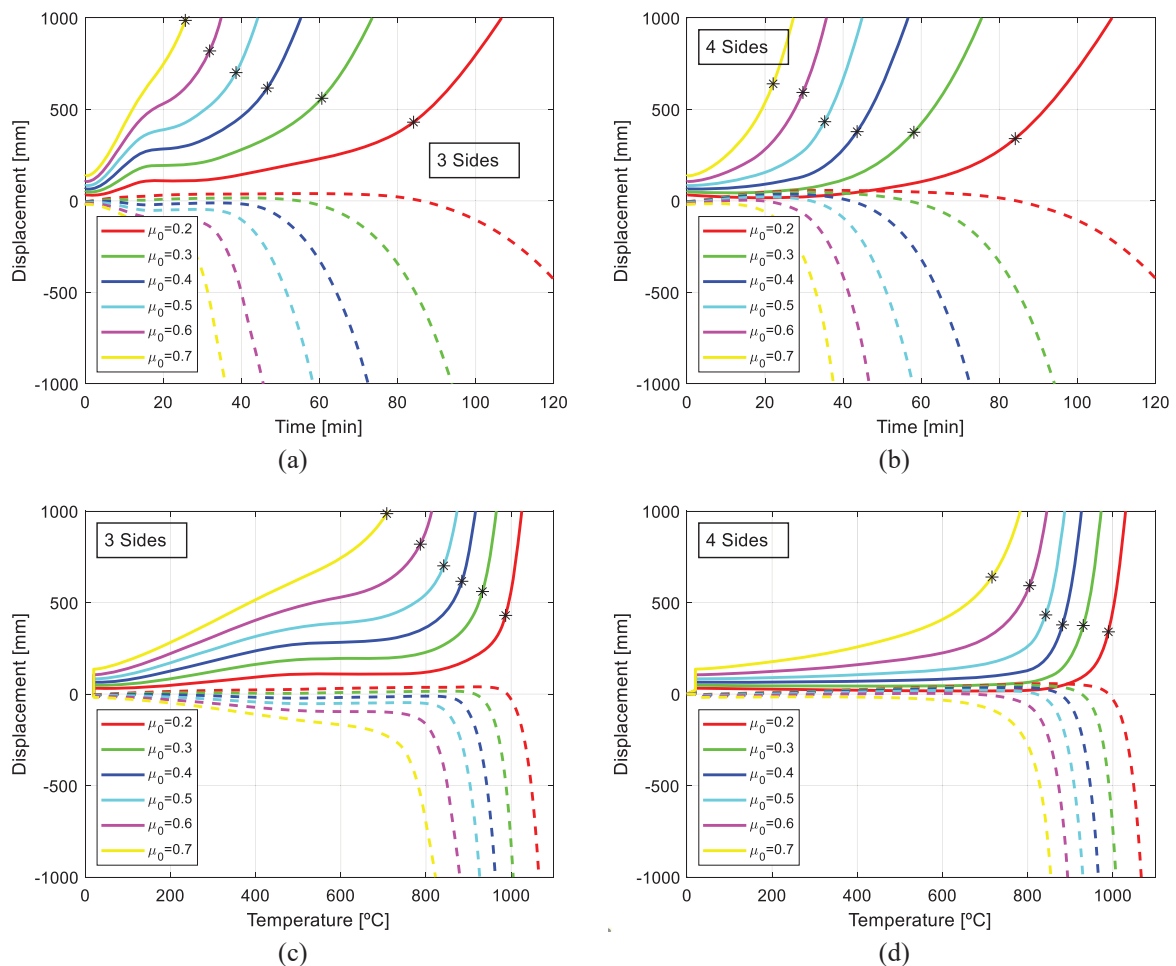 1000
500
0
-500
-1000
Displacement [mm]
3 Sides
μ0=0.2
μ0=0.3
μ0=0.4
μ0=0.5
μ0=0.6
μ0=0.7
0 20 40 60 80 100 120
Time [min]
(a)
1000
500
0
-500
-1000
Displacement [mm]
4 Sides
μ0=0.2
μ0=0.3
μ0=0.4
μ0=0.5
μ0=0.6
μ0=0.7
0 20 40 60 80 100 120
Time [min]
(b)
1000
500
0
-500
-1000
Displacement [mm]
3 Sides
μ0=0.2
μ0=0.3
μ0=0.4
μ0=0.5
μ0=0.6
μ0=0.7
0 200 400 600 800 1000
Temperature [ºC]
(c)
1000
500
0
-500
-1000
Displacement [mm]
4 Sides
μ0=0.2
μ0=0.3
μ0=0.4
μ0=0.5
μ0=0.6
μ0=0.7
0 200 400 600 800 1000
Temperature [ºC]
(d)